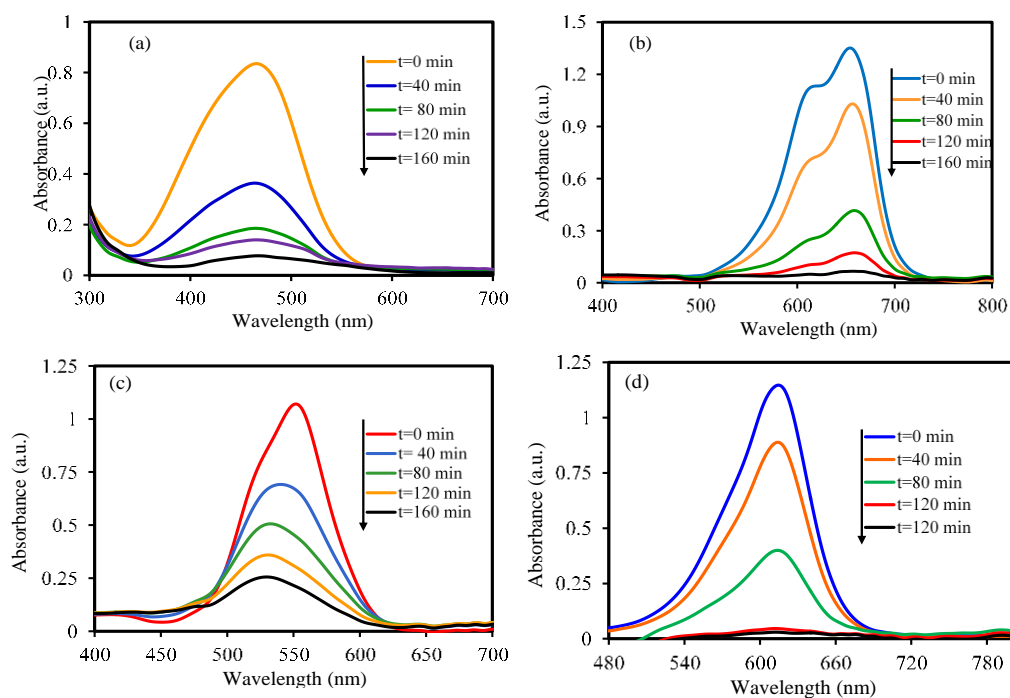 (a)
Absorbance (a.u.)
1
0.8
0.6
0.4
0.2
0
300
400
500
600
700
Wavelength (nm)
t=0 min
t=40 min
t= 80 min
t=120 min
t=160 min
(b)
Absorbance (a.u.)
1.5
1.2
0.9
0.6
0.3
0
400
500
600
700
800
Wavelength (nm)
t=0 min
t=40 min
t=80 min
t=120 min
t=160 min
(c)
Absorbance (a.u.)
1.25
1
0.75
0.5
0.25
0
400
450
500
550
600
650
700
Wavelength (nm)
t=0 min
t= 40 min
t=80 min
t=120 min
t=160 min
(d)
Absorbance (a.u.)
1.25
1
0.75
0.5
0.25
0
480
540
600
660
720
780
Wavelength (nm)
t=0 min
t=40 min
t=80 min
t=120 min
t=120 min